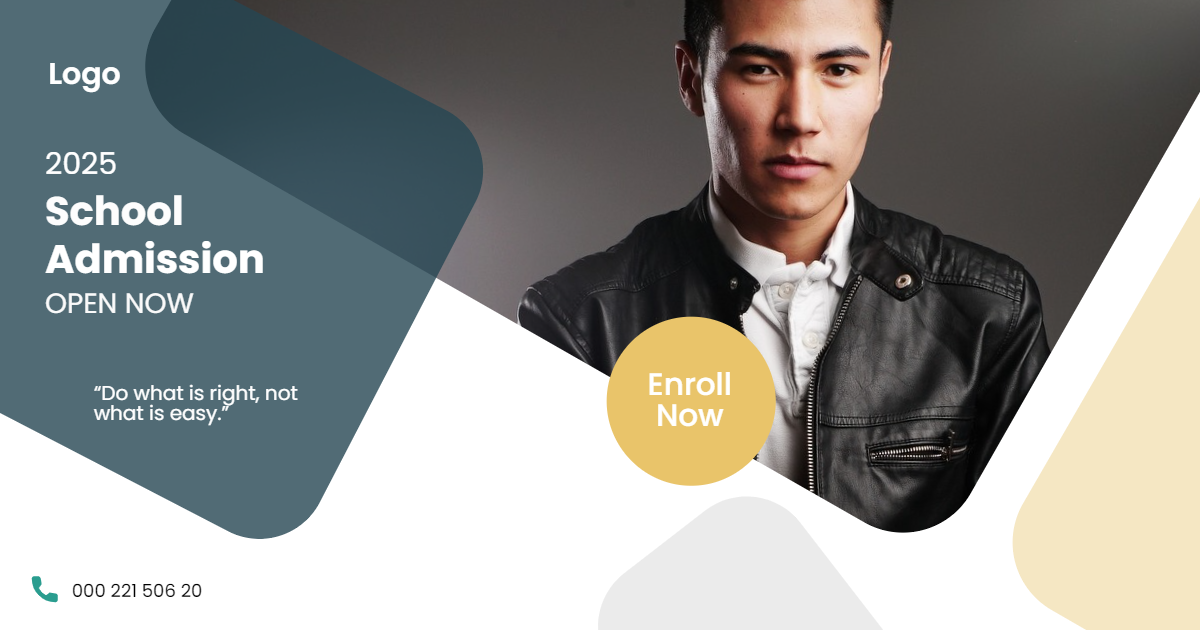 Logo
2025
School
Admission
OPEN NOW
“Do what is right, not
what is easy.”
Enroll
Now
000 221 506 20